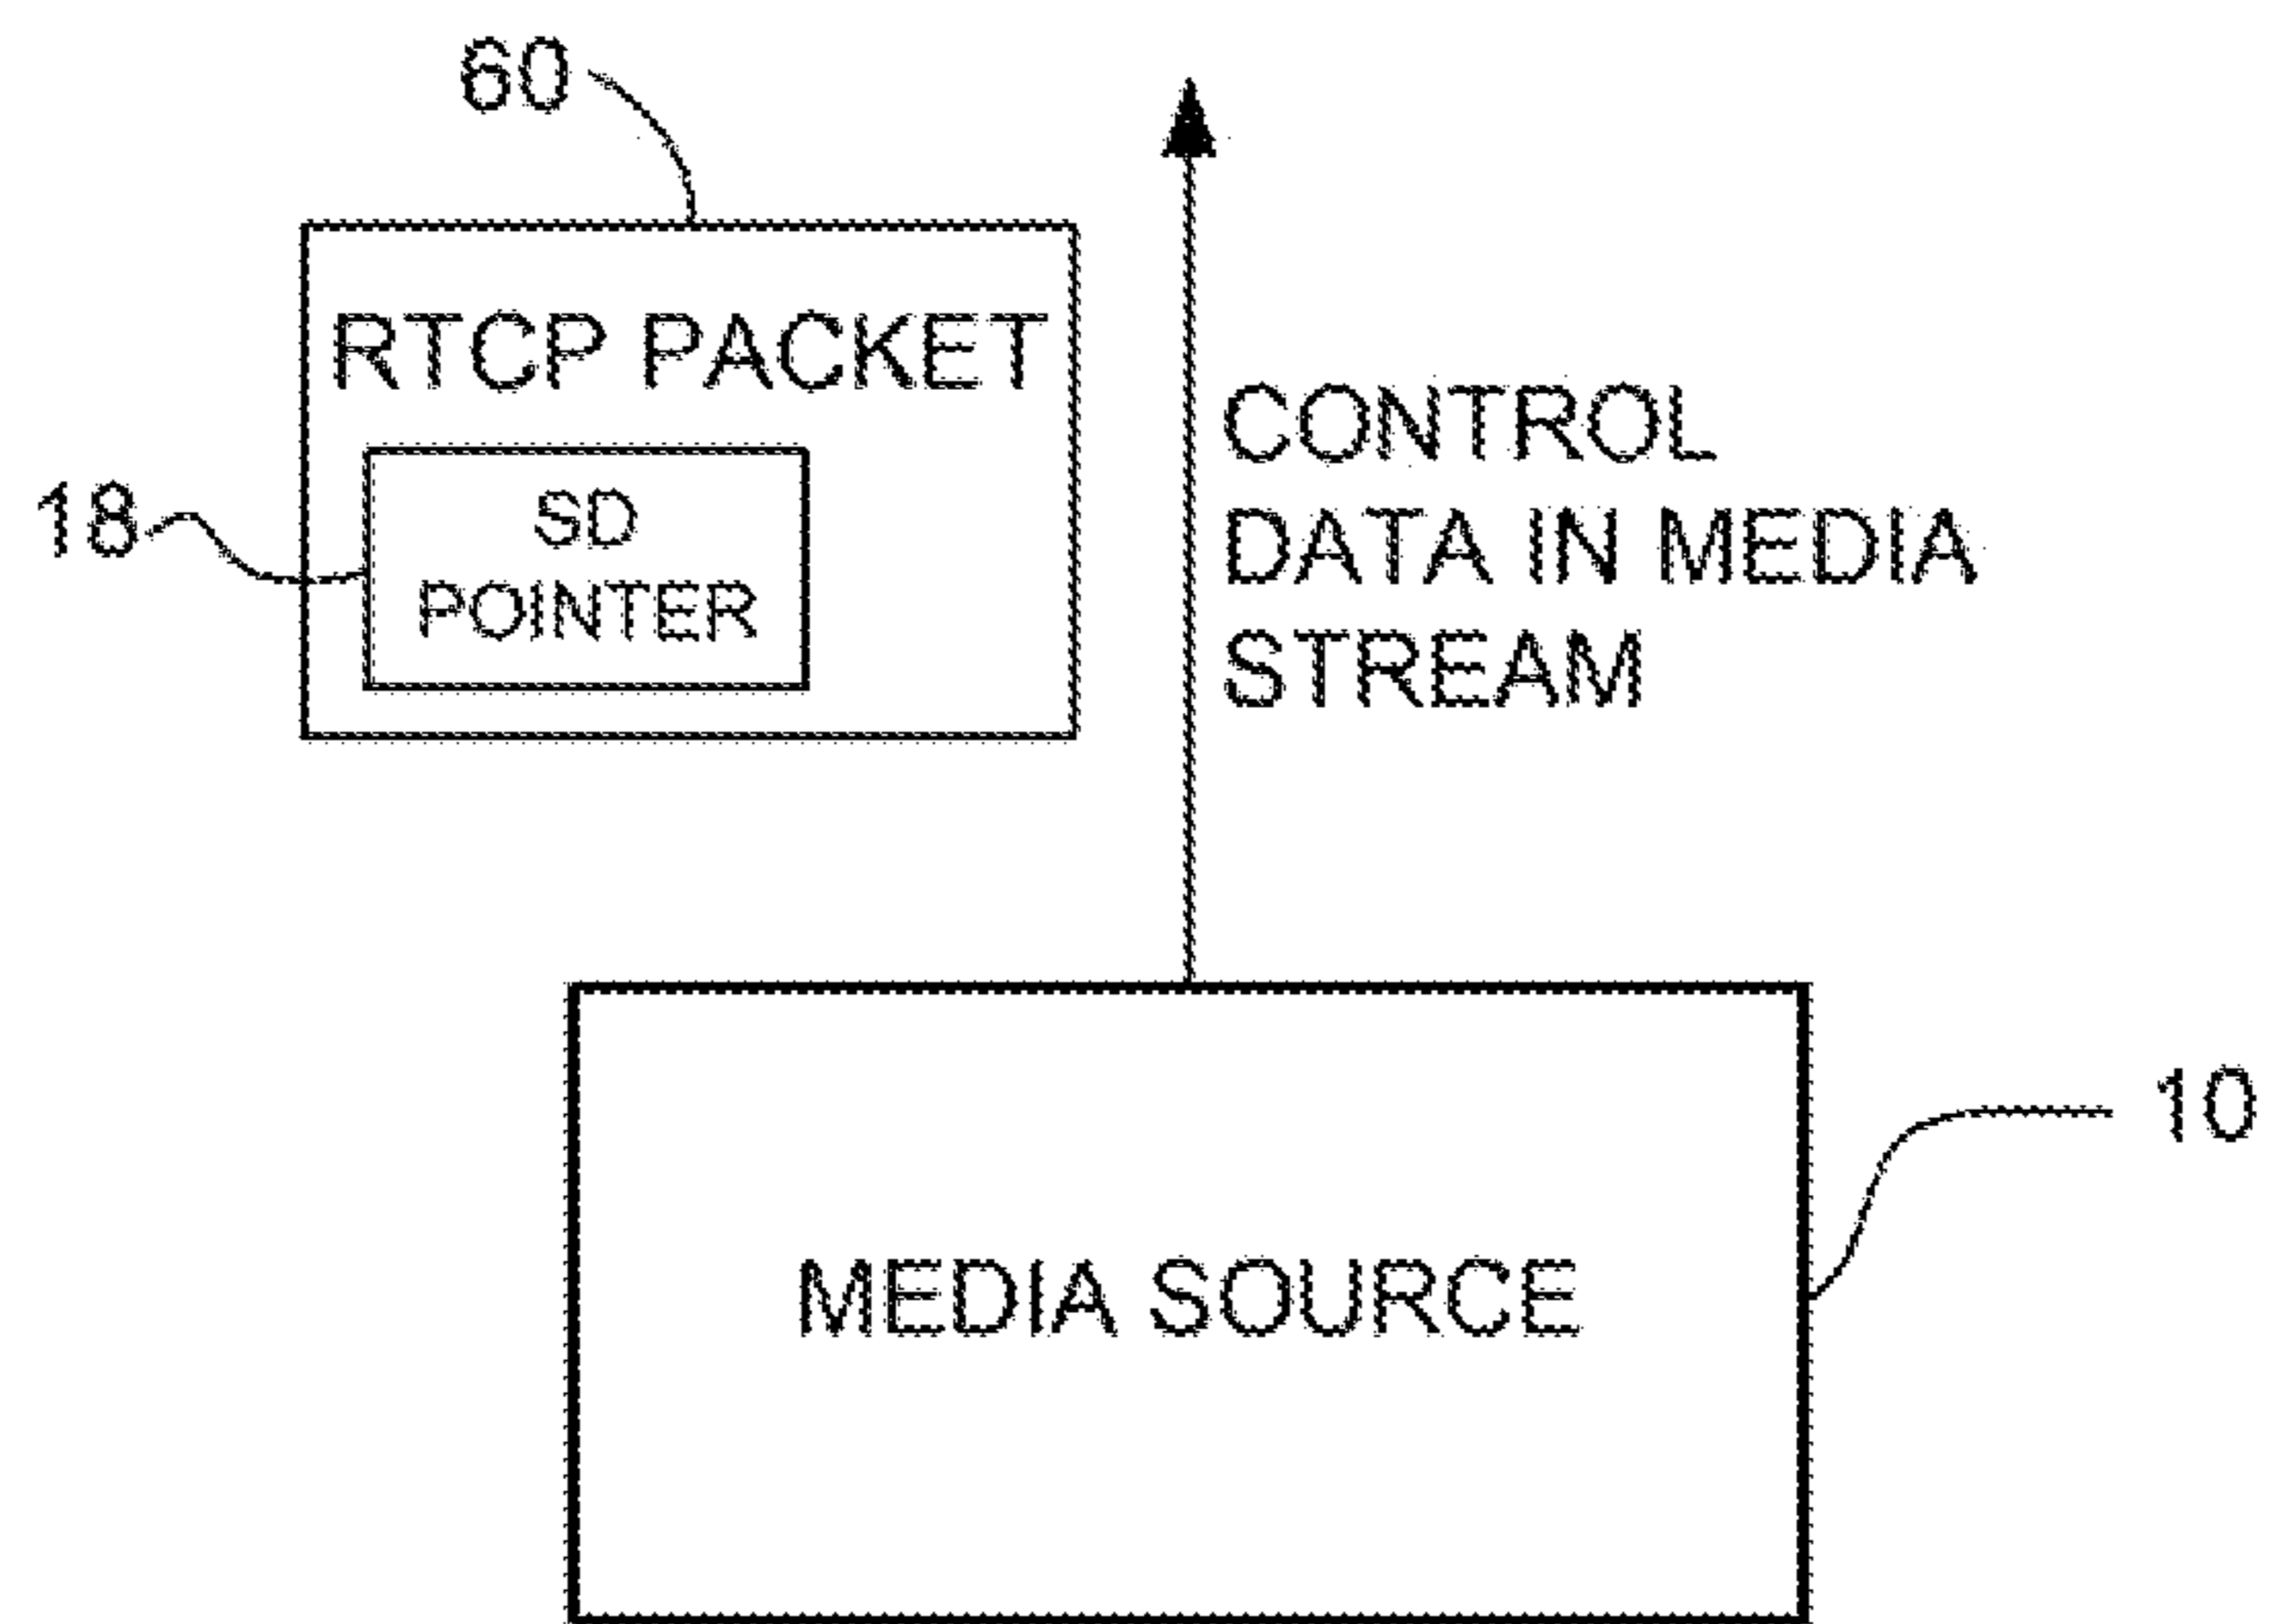 60
RTCP PACKET
18
SD
POINTER
CONTROL
DATA IN MEDIA
STREAM
10
MEDIA SOURCE